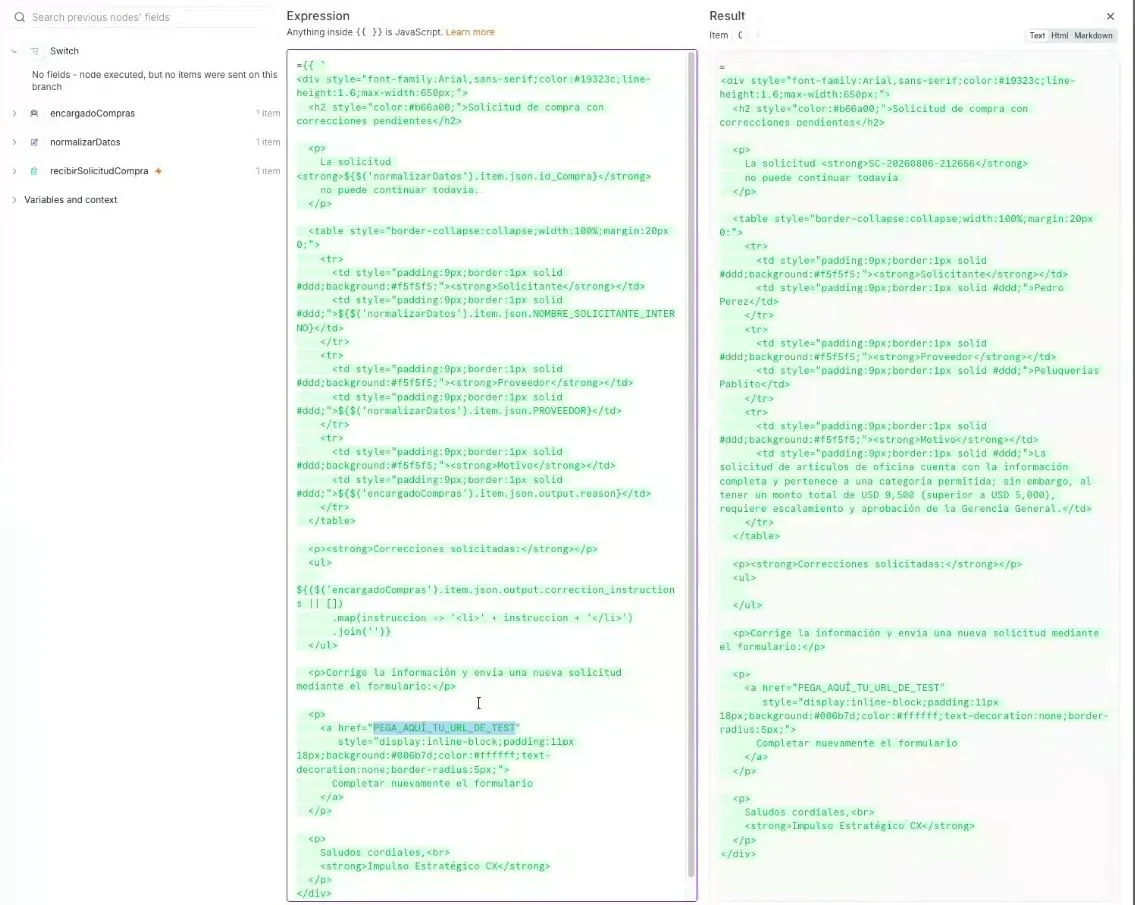 Search previous nodes' fields
Switch
No fields - node executed, but no items were sent on this
branch
encargadoCompras 1 item
normalizarDatos 1 item
recibirSolicitudCompra 1 item
Variables and context
Expression
Anything inside {{ }} is JavaScript. Learn more
={{ `
<div style="font-family:Arial,sans-serif;color:#19323c;line-
height:1.6;max-width:650px;">
<h2 style="color:#b66a00;">Solicitud de compra con
correcciones pendientes</h2>
<p>
La solicitud
<strong>${$('normalizarDatos').item.json.id_Compra}</strong>
no puede continuar todavía.
</p>
<table style="border-collapse:collapse;width:100%;margin:20px
0;">
<tr>
<td style="padding:9px;border:1px solid
#ddd;background:#f5f5f5;"><strong>Solicitante</strong></td>
<td style="padding:9px;border:1px solid
#ddd;">${$('normalizarDatos').item.json.NOMBRE_SOLICITANTE_INTER
NO}</td>
</tr>
<tr>
<td style="padding:9px;border:1px solid
#ddd;background:#f5f5f5;"><strong>Proveedor</strong></td>
<td style="padding:9px;border:1px solid
#ddd;">${$('normalizarDatos').item.json.PROVEEDOR}</td>
</tr>
<tr>
<td style="padding:9px;border:1px solid
#ddd;background:#f5f5f5;"><strong>Motivo</strong></td>
<td style="padding:9px;border:1px solid
#ddd;">${$('encargadoCompras').item.json.output.reason}</td>
</tr>
</table>
<p><strong>Correcciones solicitadas:</strong></p>
<ul>
${($('encargadoCompras').item.json.output.correction_instruction
s || [])
.map(instruccion => '<li>' + instruccion + '</li>')
.join('')}
</ul>
<p>Corrige la información y envía una nueva solicitud
mediante el formulario:</p>
<p>
<a href="PEGA_AQUÍ_TU_URL_DE_TEST"
style="display:inline-block;padding:11px
18px;background:#006b7d;color:#ffffff;text-
decoration:none;border-radius:5px;">
Completar nuevamente el formulario
</a>
</p>
<p>
Saludos cordiales,<br>
<strong>Impulso Estratégico CX</strong>
</p>
</div>
Result
Item
Text Html Markdown
=
<div style="font-family:Arial,sans-serif;color:#19323c;line-
height:1.6;max-width:650px;">
<h2 style="color:#b66a00;">Solicitud de compra con
correcciones pendientes</h2>
<p>
La solicitud <strong>SC-20260806-212656</strong>
no puede continuar todavía.
</p>
<table style="border-collapse:collapse;width:100%;margin:20px
0;">
<tr>
<td style="padding:9px;border:1px solid
#ddd;background:#f5f5f5;"><strong>Solicitante</strong></td>
<td style="padding:9px;border:1px solid #ddd;">Pedro
Perez</td>
</tr>
<tr>
<td style="padding:9px;border:1px solid
#ddd;background:#f5f5f5;"><strong>Proveedor</strong></td>
<td style="padding:9px;border:1px solid #ddd;">Peluquerias
Pablito</td>
</tr>
<tr>
<td style="padding:9px;border:1px solid
#ddd;background:#f5f5f5;"><strong>Motivo</strong></td>
<td style="padding:9px;border:1px solid #ddd;">La
solicitud de artículos de oficina cuenta con la información
completa y pertenece a una categoría permitida; sin embargo, al
tener un monto total de USD 9,500 (superior a USD 5,000),
requiere escalamiento y aprobación de la Gerencia General.</td>
</tr>
</table>
<p><strong>Correcciones solicitadas:</strong></p>
<ul>
</ul>
<p>Corrige la información y envía una nueva solicitud mediante
el formulario:</p>
<p>
<a href="PEGA_AQUÍ_TU_URL_DE_TEST"
style="display:inline-block;padding:11px
18px;background:#006b7d;color:#ffffff;text-decoration:none;border-
radius:5px;">
Completar nuevamente el formulario
</a>
</p>
<p>
Saludos cordiales,<br>
<strong>Impulso Estratégico CX</strong>
</p>
</div>